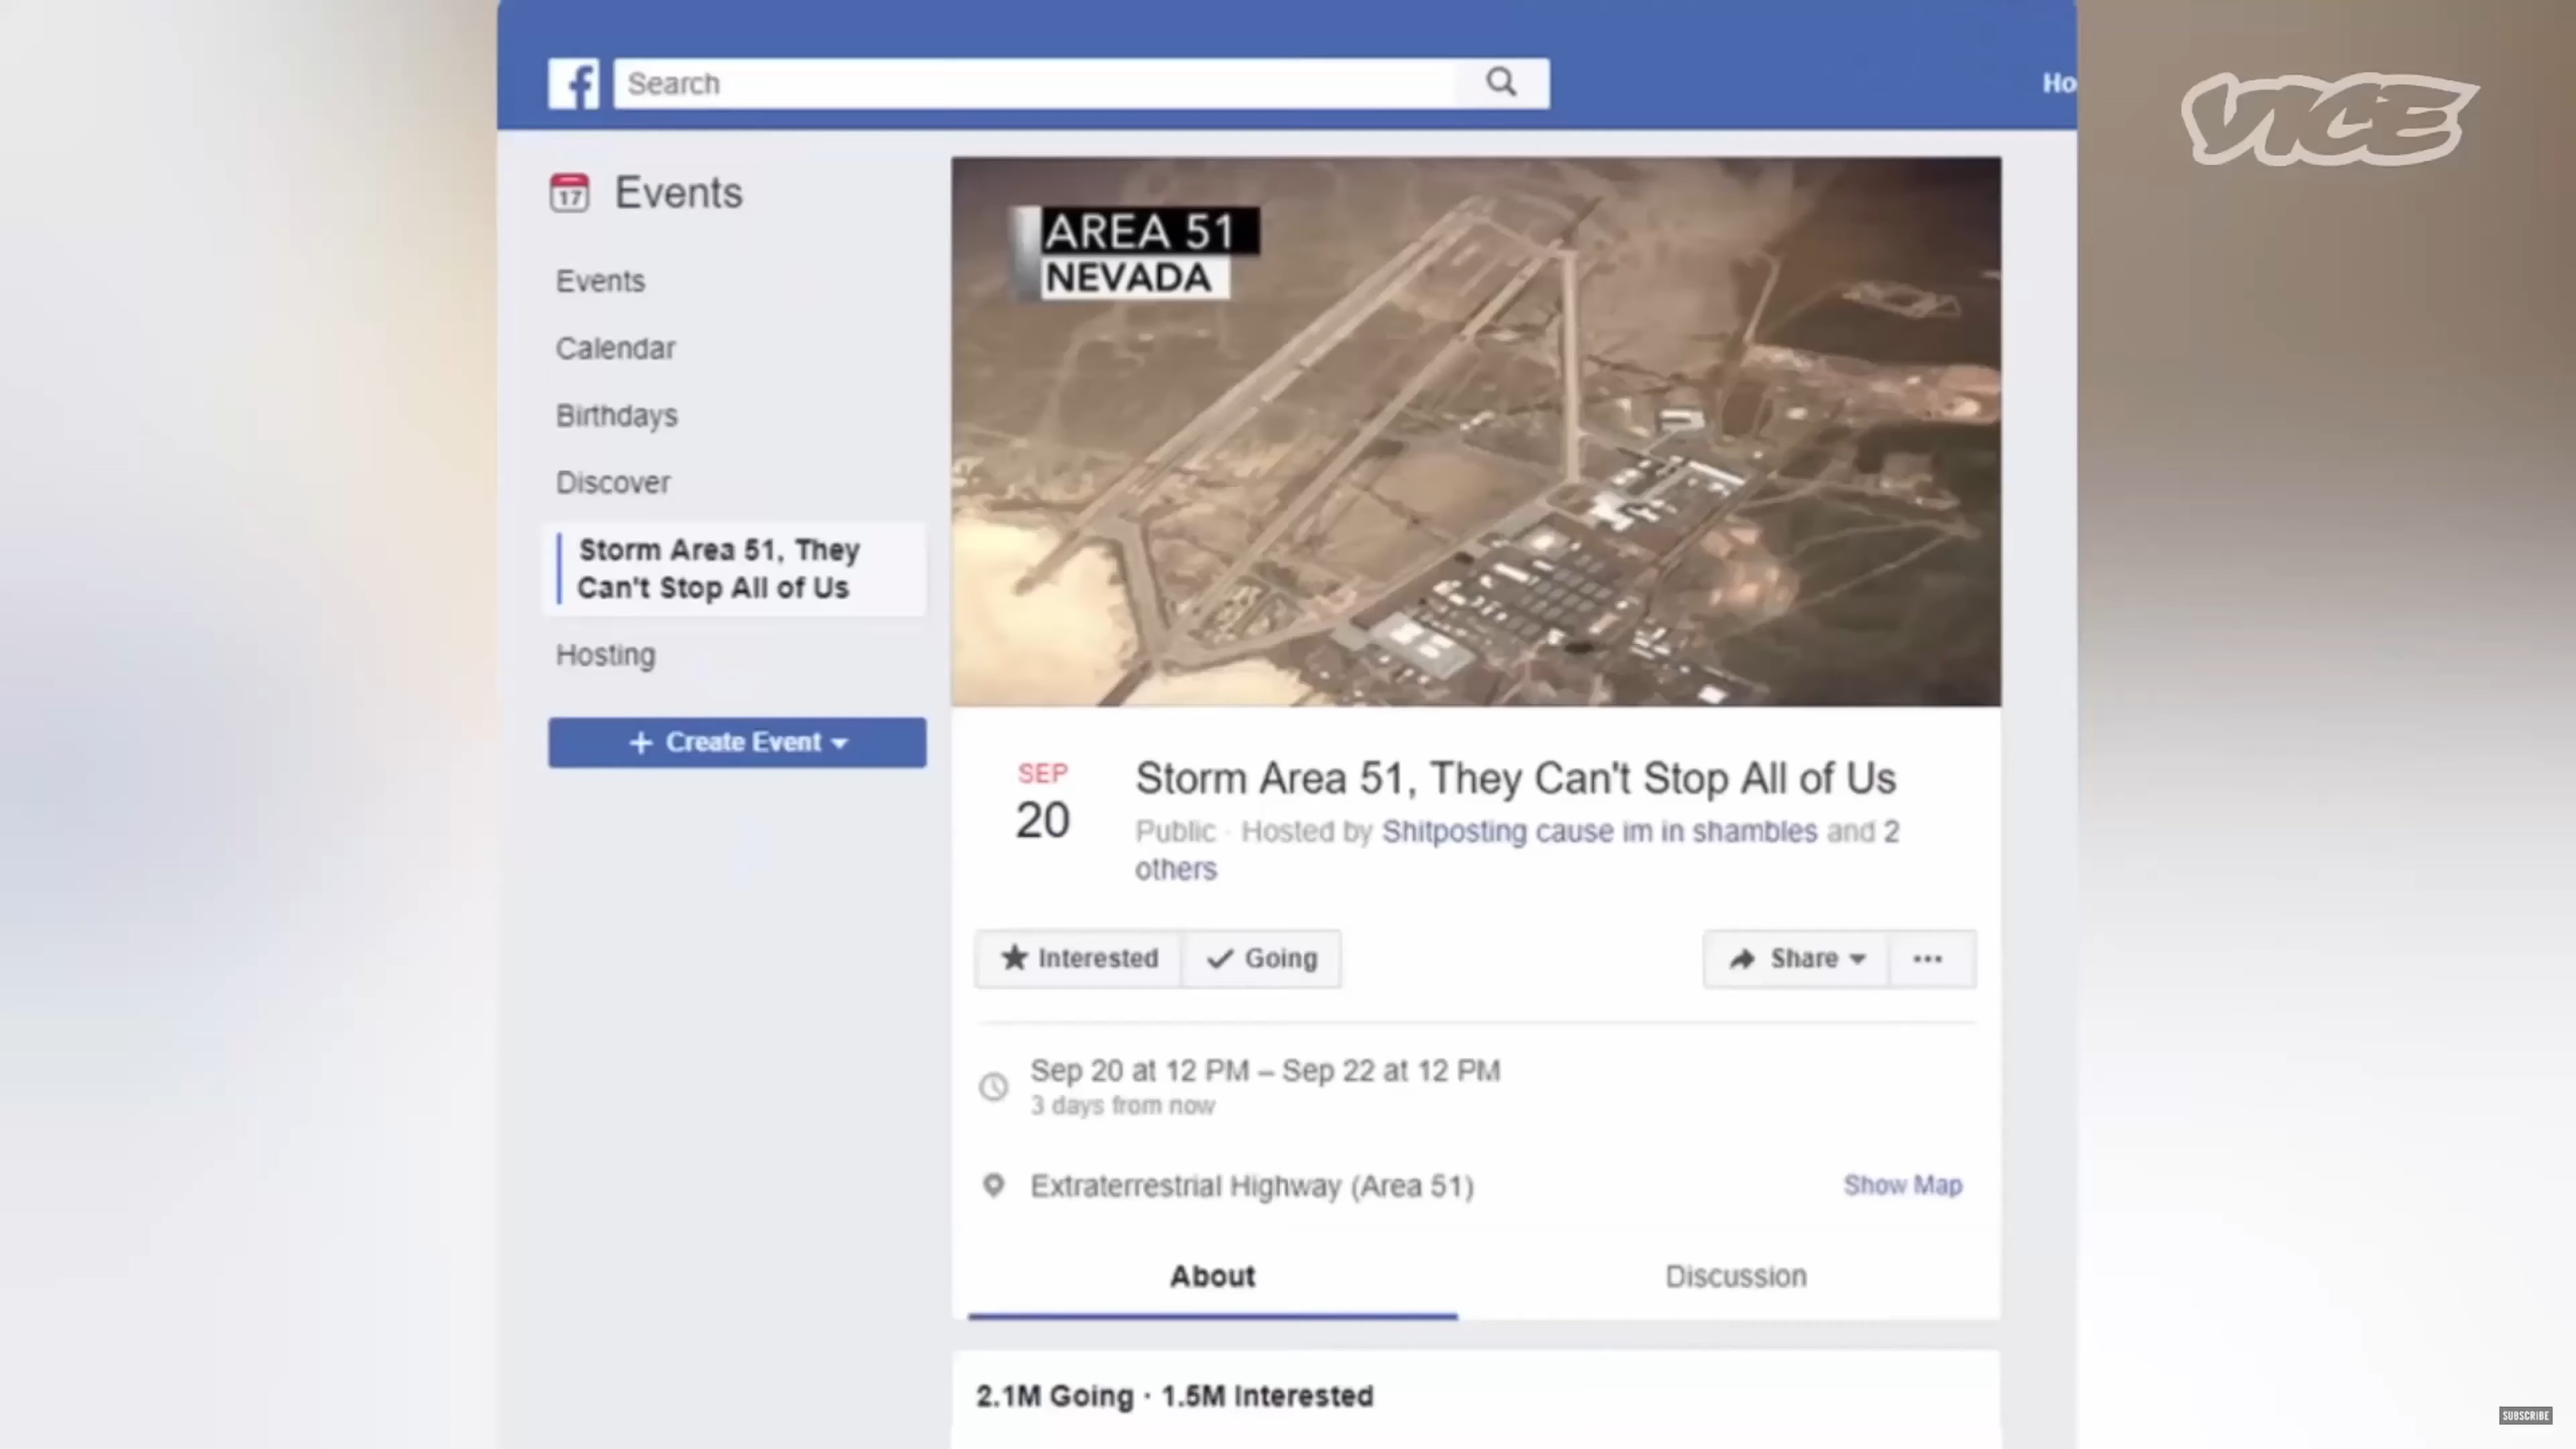 Search
Ho
VICE
17
Events
Events
Calendar
Birthdays
Discover
Storm Area 51, They
Can't Stop All of Us
Hosting
+ Create Event
AREA 51
NEVADA
SEP
20
Storm Area 51, They Can't Stop All of Us
Public · Hosted by Shitposting cause im in shambles and 2
others
Interested
Going
Share
Sep 20 at 12 PM – Sep 22 at 12 PM
3 days from now
Extraterrestrial Highway (Area 51)
Show Map
About
Discussion
2.1M Going · 1.5M Interested
SUBSCRIBE